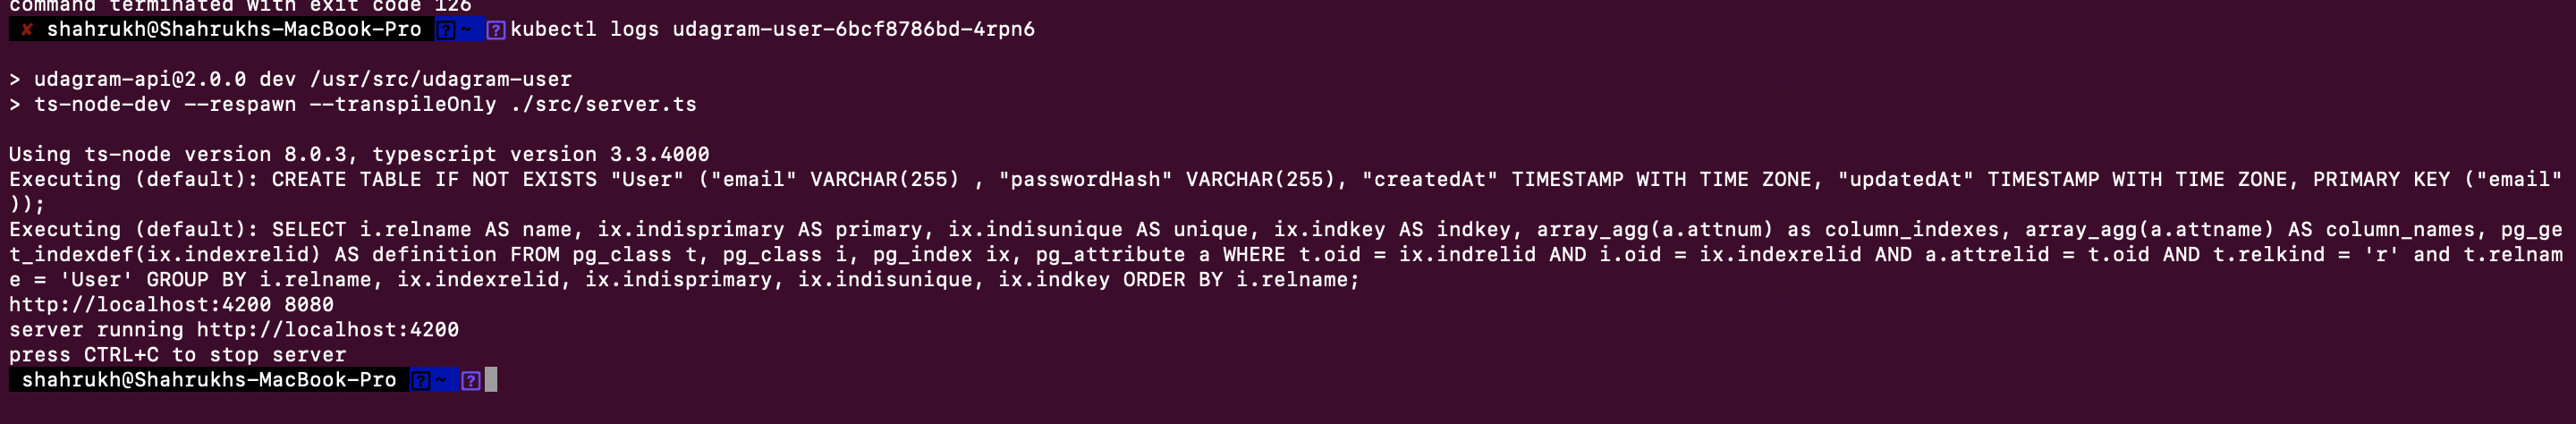 command terminated with exit code 126
✘ shahrukh@Shahrukhs-MacBook-Pro ? ~ ? kubectl logs udagram-user-6bcf8786bd-4rpn6
> udagram-api@2.0.0 dev /usr/src/udagram-user
> ts-node-dev --respawn --transpileOnly ./src/server.ts
Using ts-node version 8.0.3, typescript version 3.3.4000
Executing (default): CREATE TABLE IF NOT EXISTS "User" ("email" VARCHAR(255) , "passwordHash" VARCHAR(255), "createdAt" TIMESTAMP WITH TIME ZONE, "updatedAt" TIMESTAMP WITH TIME ZONE, PRIMARY KEY ("email"
));
Executing (default): SELECT i.relname AS name, ix.indisprimary AS primary, ix.indisunique AS unique, ix.indkey AS indkey, array_agg(a.attnum) as column_indexes, array_agg(a.attname) AS column_names, pg_ge
t_indexdef(ix.indexrelid) AS definition FROM pg_class t, pg_class i, pg_index ix, pg_attribute a WHERE t.oid = ix.indrelid AND i.oid = ix.indexrelid AND a.attrelid = t.oid AND t.relkind = 'r' and t.relnam
e = 'User' GROUP BY i.relname, ix.indexrelid, ix.indisprimary, ix.indisunique, ix.indkey ORDER BY i.relname;
http://localhost:4200 8080
server running http://localhost:4200
press CTRL+C to stop server
shahrukh@Shahrukhs-MacBook-Pro ? ~ ?